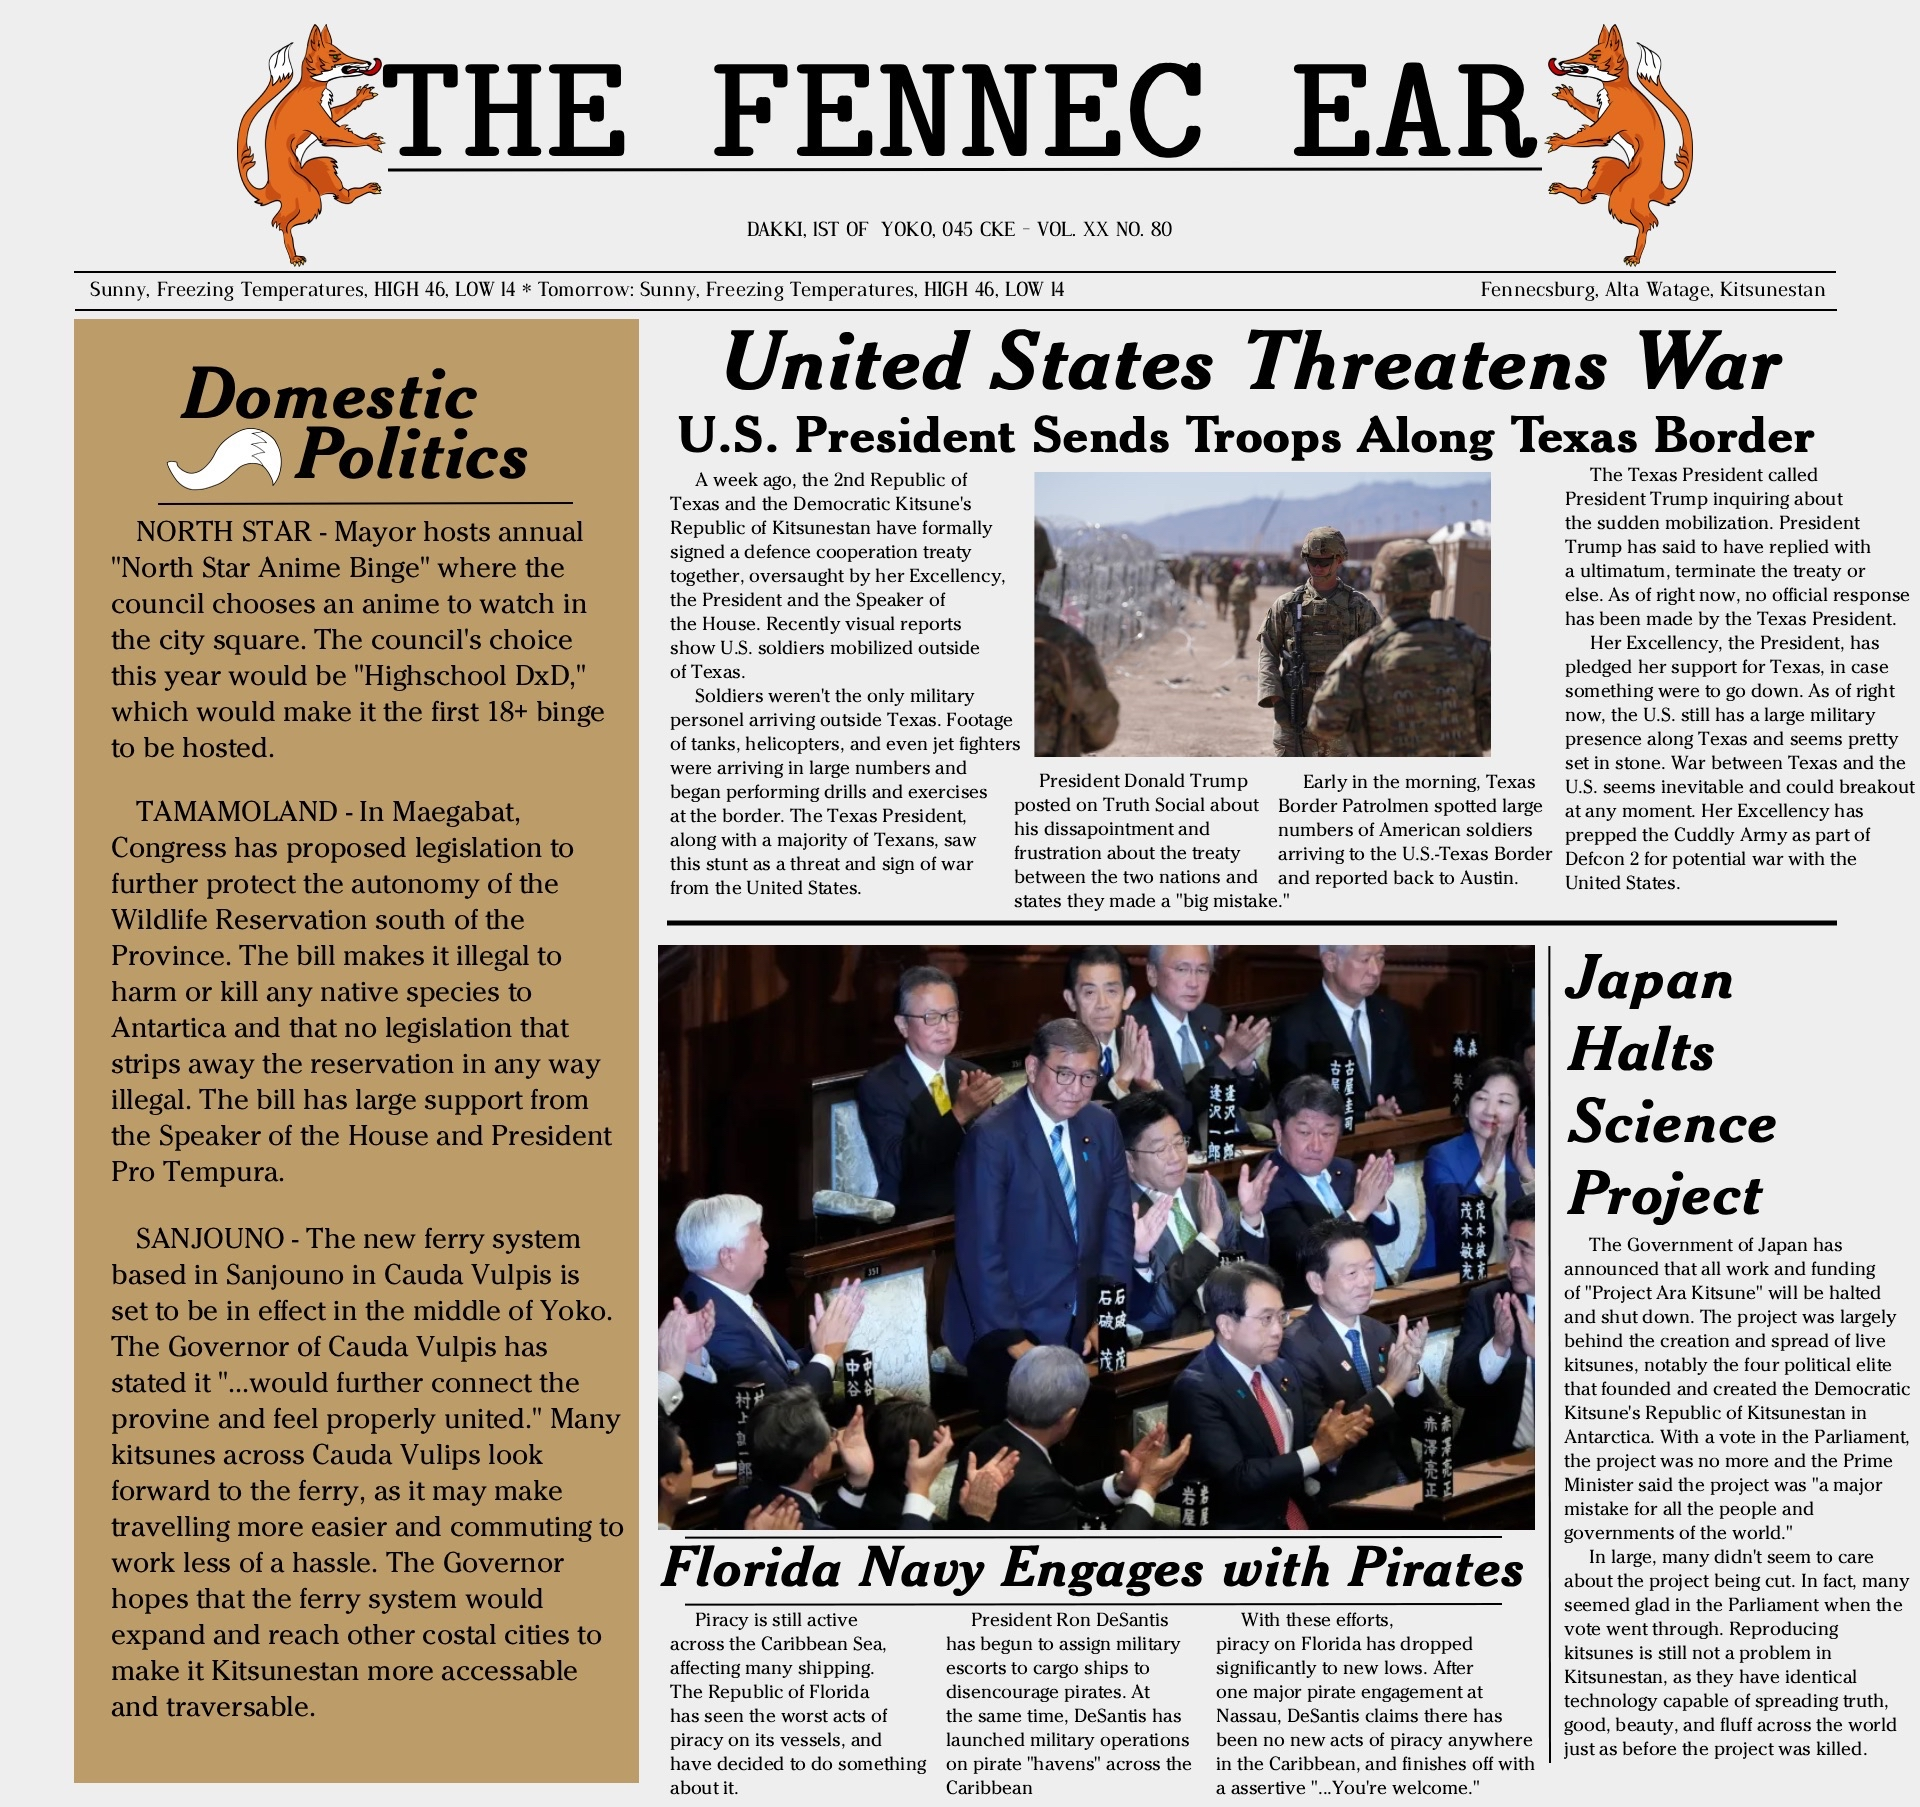 THE FENNEC EAR
DAKKI, 1ST OF YOKO, 045 CKE - VOL. XX NO. 80
Sunny, Freezing Temperatures, HIGH 46, LOW 14 * Tomorrow: Sunny, Freezing Temperatures, HIGH 46, LOW 14
Fennecsburg, Alta Watage, Kitsunestan
Domestic
Politics
NORTH STAR - Mayor hosts annual
"North Star Anime Binge" where the
council chooses an anime to watch in
the city square. The council's choice
this year would be "Highschool DxD,"
which would make it the first 18+ binge
to be hosted.
TAMAMOLAND - In Maegabat,
Congress has proposed legislation to
further protect the autonomy of the
Wildlife Reservation south of the
Province. The bill makes it illegal to
harm or kill any native species to
Antartica and that no legislation that
strips away the reservation in any way
illegal. The bill has large support from
the Speaker of the House and President
Pro Tempura.
SANJOUNO - The new ferry system
based in Sanjouno in Cauda Vulpis is
set to be in effect in the middle of Yoko.
The Governor of Cauda Vulpis has
stated it "...would further connect the
provine and feel properly united." Many
kitsunes across Cauda Vulips look
forward to the ferry, as it may make
travelling more easier and commuting to
work less of a hassle. The Governor
hopes that the ferry system would
expand and reach other costal cities to
make it Kitsunestan more accessable
and traversable.
United States Threatens War
U.S. President Sends Troops Along Texas Border
A week ago, the 2nd Republic of
Texas and the Democratic Kitsune's
Republic of Kitsunestan have formally
signed a defence cooperation treaty
together, oversaught by her Excellency,
the President and the Speaker of
the House. Recently visual reports
show U.S. soldiers mobilized outside
of Texas.
Soldiers weren't the only military
personel arriving outside Texas. Footage
of tanks, helicopters, and even jet fighters
were arriving in large numbers and
began performing drills and exercises
at the border. The Texas President,
along with a majority of Texans, saw
this stunt as a threat and sign of war
from the United States.
President Donald Trump
posted on Truth Social about
his dissapointment and
frustration about the treaty
between the two nations and
states they made a "big mistake."
Early in the morning, Texas
Border Patrolmen spotted large
numbers of American soldiers
arriving to the U.S.-Texas Border
and reported back to Austin.
The Texas President called
President Trump inquiring about
the sudden mobilization. President
Trump has said to have replied with
a ultimatum, terminate the treaty or
else. As of right now, no official response
has been made by the Texas President.
Her Excellency, the President, has
pledged her support for Texas, in case
something were to go down. As of right
now, the U.S. still has a large military
presence along Texas and seems pretty
set in stone. War between Texas and the
U.S. seems inevitable and could breakout
at any moment. Her Excellency has
prepped the Cuddly Army as part of
Defcon 2 for potential war with the
United States.
351
逢沢一郎
古屋圭司
茂木敏充
石破茂
中谷
村上
赤澤亮正
岩屋
Florida Navy Engages with Pirates
Piracy is still active
across the Caribbean Sea,
affecting many shipping.
The Republic of Florida
has seen the worst acts of
piracy on its vessels, and
have decided to do something
about it.
President Ron DeSantis
has begun to assign military
escorts to cargo ships to
disencourage pirates. At
the same time, DeSantis has
launched military operations
on pirate "havens" across the
Caribbean
With these efforts,
piracy on Florida has dropped
significantly to new lows. After
one major pirate engagement at
Nassau, DeSantis claims there has
been no new acts of piracy anywhere
in the Caribbean, and finishes off with
a assertive "...You're welcome."
Japan
Halts
Science
Project
The Government of Japan has
announced that all work and funding
of "Project Ara Kitsune" will be halted
and shut down. The project was largely
behind the creation and spread of live
kitsunes, notably the four political elite
that founded and created the Democratic
Kitsune's Republic of Kitsunestan in
Antarctica. With a vote in the Parliament,
the project was no more and the Prime
Minister said the project was "a major
mistake for all the people and
governments of the world."
In large, many didn't seem to care
about the project being cut. In fact, many
seemed glad in the Parliament when the
vote went through. Reproducing
kitsunes is still not a problem in
Kitsunestan, as they have identical
technology capable of spreading truth,
good, beauty, and fluff across the world
just as before the project was killed.